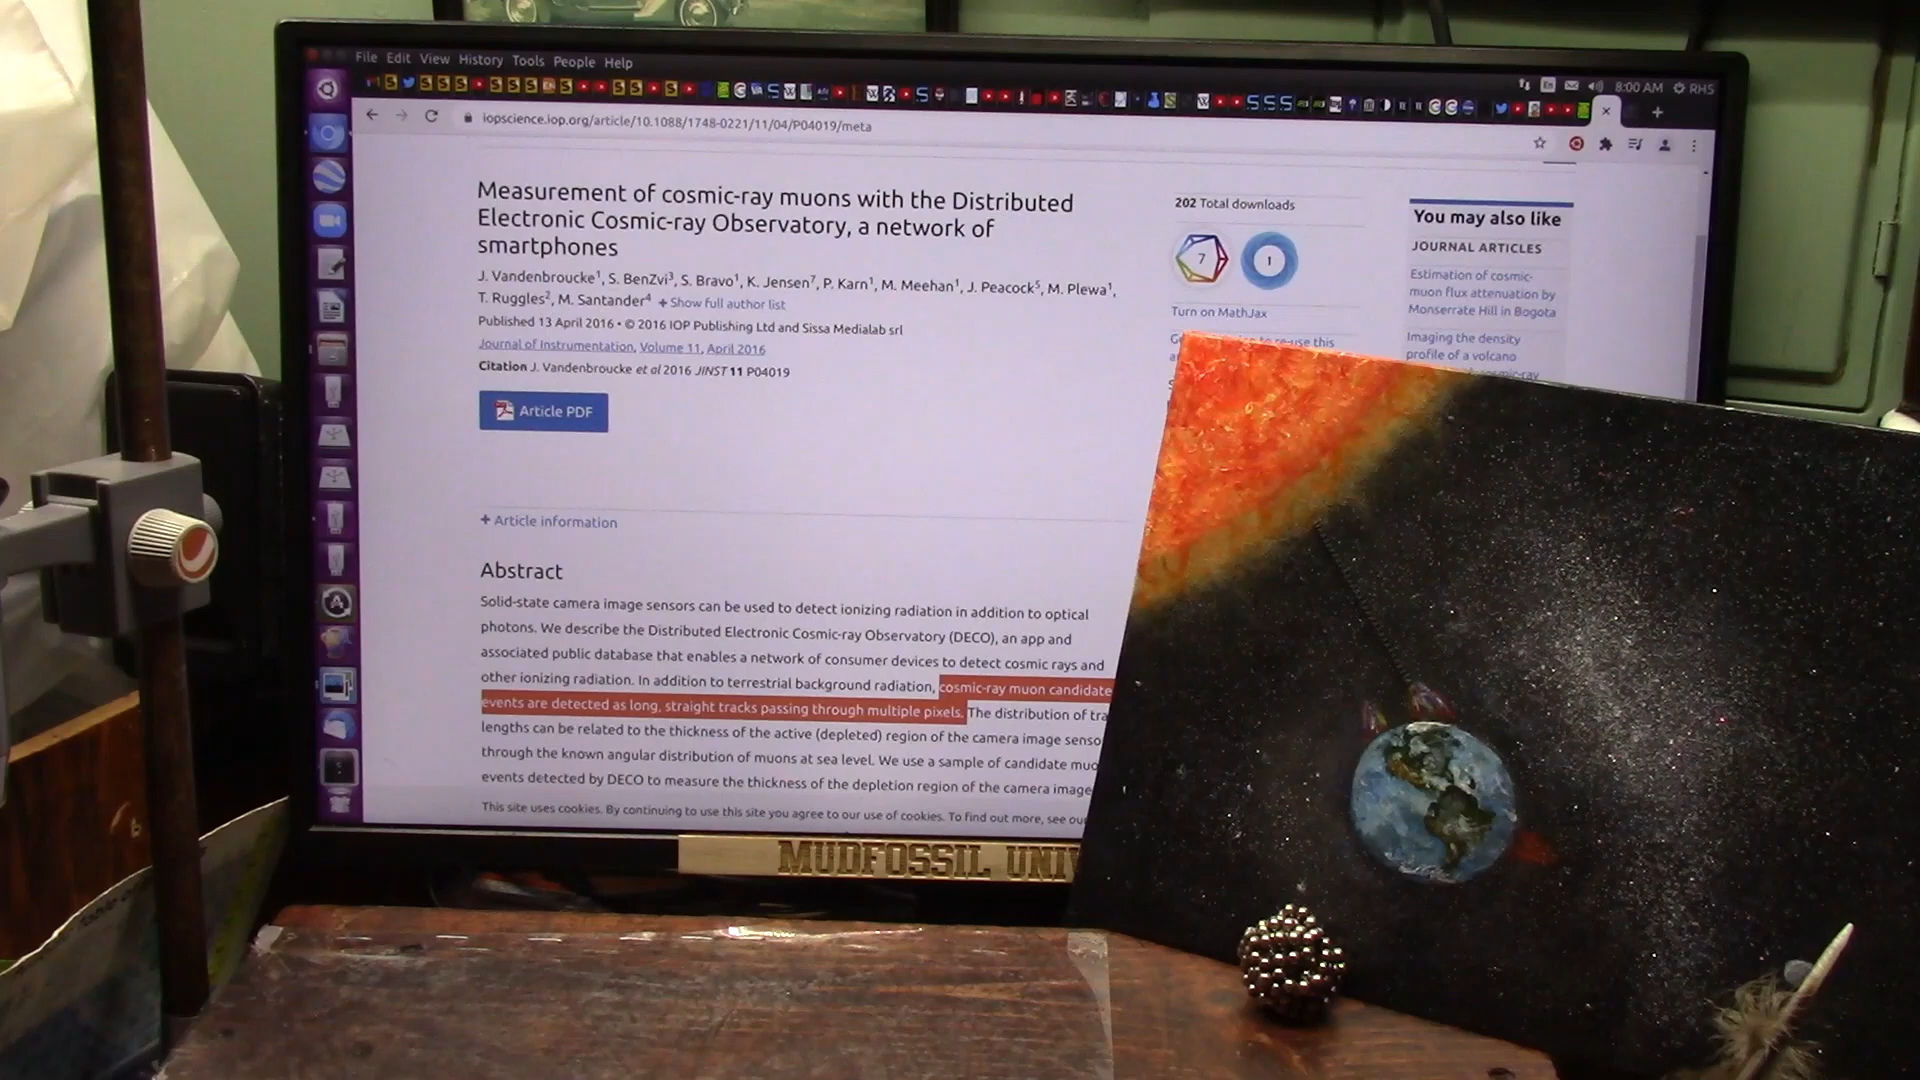 File Edit View History Tools People Help
8:00 AM RHS
iopscience.iop.org/article/10.1088/1748-0221/11/04/P04019/meta
Measurement of cosmic-ray muons with the Distributed
Electronic Cosmic-ray Observatory, a network of
smartphones
J. Vandenbroucke¹, S. BenZvi³, S. Bravo¹, K. Jensen⁷, P. Karn¹, M. Meehan¹, J. Peacock⁵, M. Plewa¹,
T. Ruggles², M. Santander⁴ + Show full author list
Published 13 April 2016 • © 2016 IOP Publishing Ltd and Sissa Medialab srl
Journal of Instrumentation, Volume 11, April 2016
Citation J. Vandenbroucke et al 2016 JINST 11 P04019
Article PDF
+ Article information
Abstract
Solid-state camera image sensors can be used to detect ionizing radiation in addition to optical
photons. We describe the Distributed Electronic Cosmic-ray Observatory (DECO), an app and
associated public database that enables a network of consumer devices to detect cosmic rays and
other ionizing radiation. In addition to terrestrial background radiation, cosmic-ray muon candidate
events are detected as long, straight tracks passing through multiple pixels. The distribution of tra
lengths can be related to the thickness of the active (depleted) region of the camera image senso
through the known angular distribution of muons at sea level. We use a sample of candidate muo
events detected by DECO to measure the thickness of the depletion region of the camera image
This site uses cookies. By continuing to use this site you agree to our use of cookies. To find out more, see our
202 Total downloads
7
1
Turn on MathJax
re-use this
You may also like
JOURNAL ARTICLES
Estimation of cosmic-
muon flux attenuation by
Monserrate Hill in Bogota
Imaging the density
profile of a volcano
cosmic-ray
MUDFOSSIL UNIV